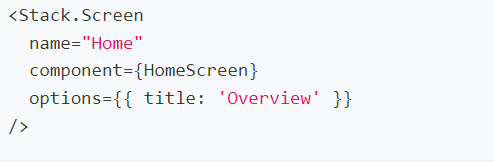 <Stack.Screen
  name="Home"
  component={HomeScreen}
  options={{ title: 'Overview' }}
/>